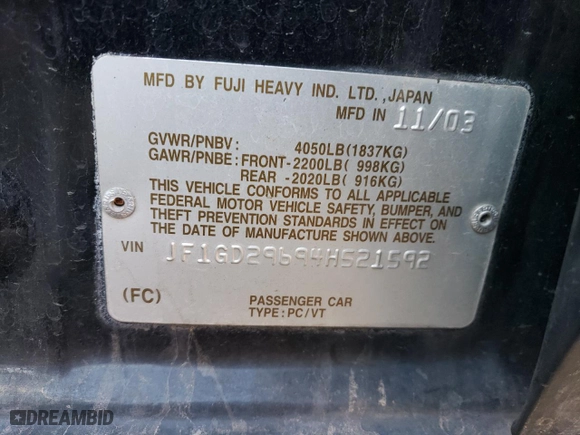 MFD BY FUJI HEAVY IND. LTD.,JAPAN
MFD IN 11/03
GVWR/PNBV: 4050LB(1837KG)
GAWR/PNBE:FRONT-2200LB( 998KG)
REAR -2020LB( 916KG)
THIS VEHICLE CONFORMS TO ALL APPLICABLE
FEDERAL MOTOR VEHICLE SAFETY, BUMPER, AND
THEFT PREVENTION STANDARDS IN EFFECT ON
THE DATE OF MANUFACTURE SHOWN ABOVE.
VIN JF1GD29694H521592
(FC) PASSENGER CAR
TYPE:PC/VT
DREAMBID